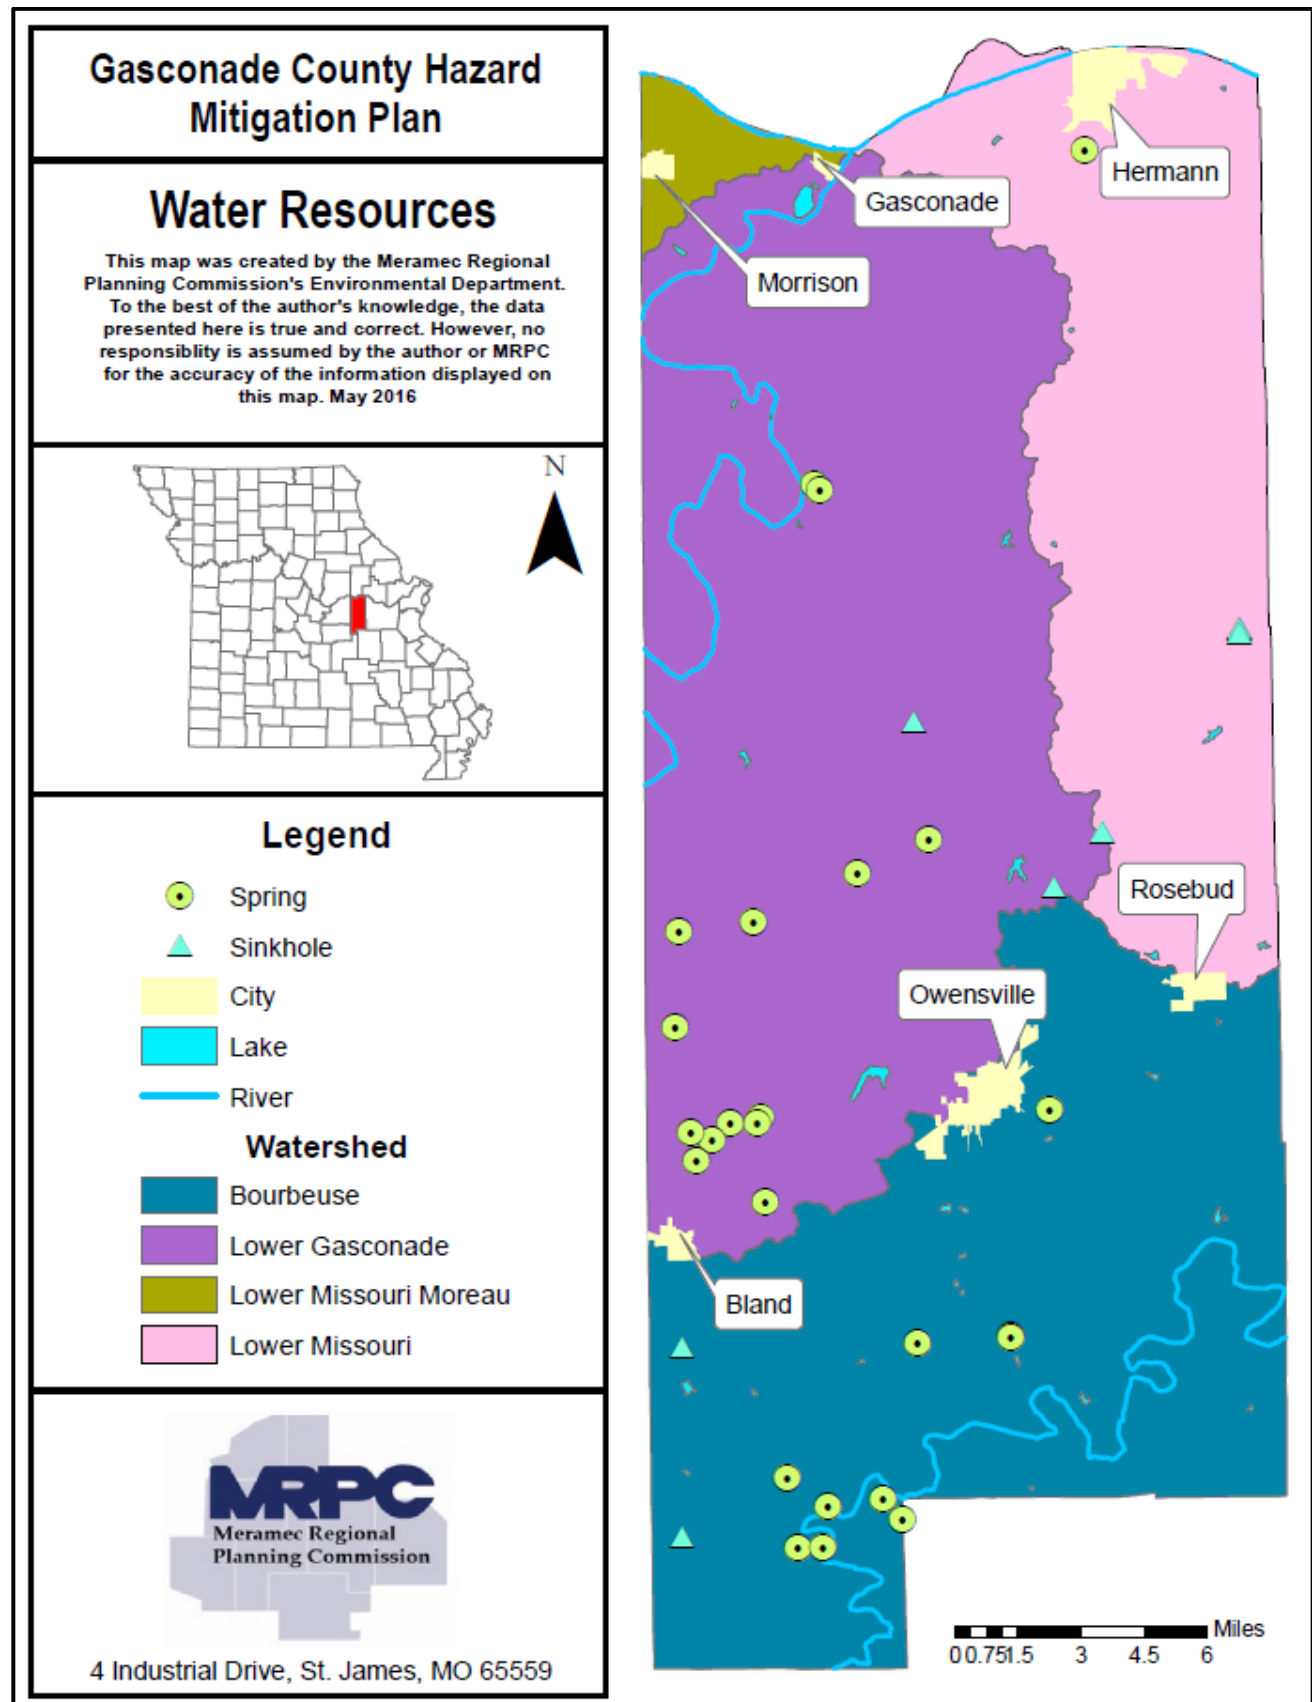 Gasconade County Hazard
Mitigation Plan
Water Resources
This map was created by the Meramec Regional
Planning Commission's Environmental Department.
To the best of the author's knowledge, the data
presented here is true and correct. However, no
responsiblity is assumed by the author or MRPC
for the accuracy of the information displayed on
this map. May 2016
N
Legend
Spring
Sinkhole
City
Lake
River
Watershed
Bourbeuse
Lower Gasconade
Lower Missouri Moreau
Lower Missouri
MRPC
Meramec Regional
Planning Commission
4 Industrial Drive, St. James, MO 65559
Hermann
Gasconade
Morrison
Rosebud
Owensville
Bland
Miles
0 0.75 1.5 3 4.5 6